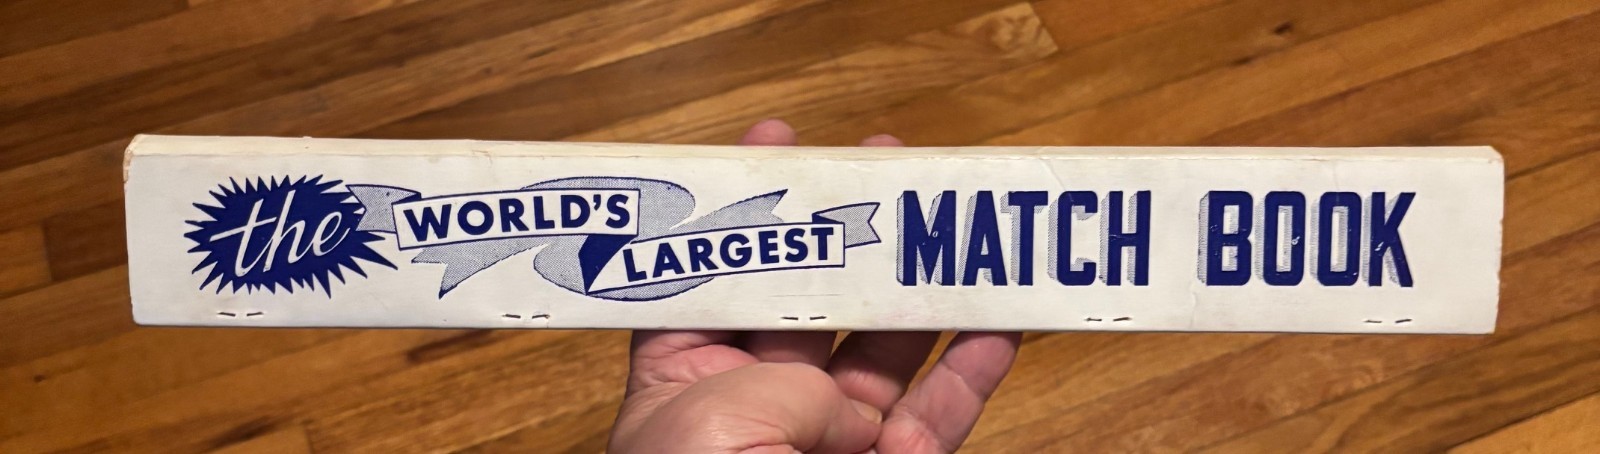 the WORLD'S LARGEST MATCH BOOK